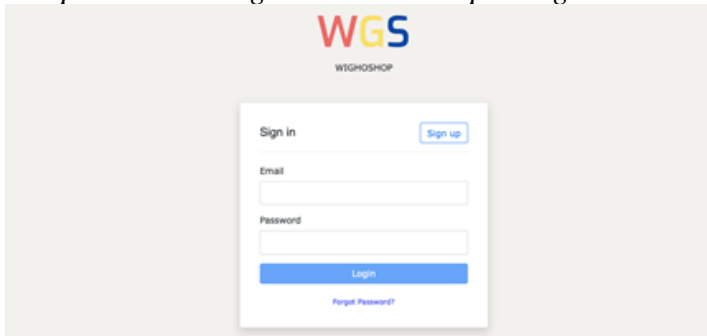 WGS
WIGHOSHOP
Sign in
Sign up
Email
Password
Login
Forgot Password?